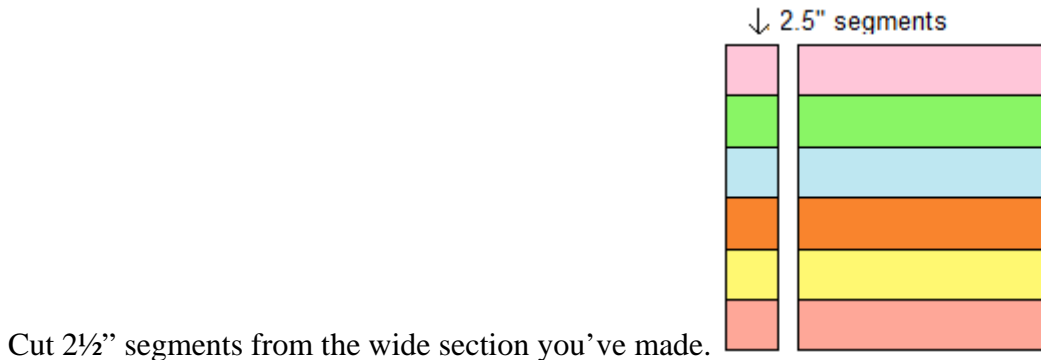 ↓ 2.5" segments
Cut 2½” segments from the wide section you’ve made.